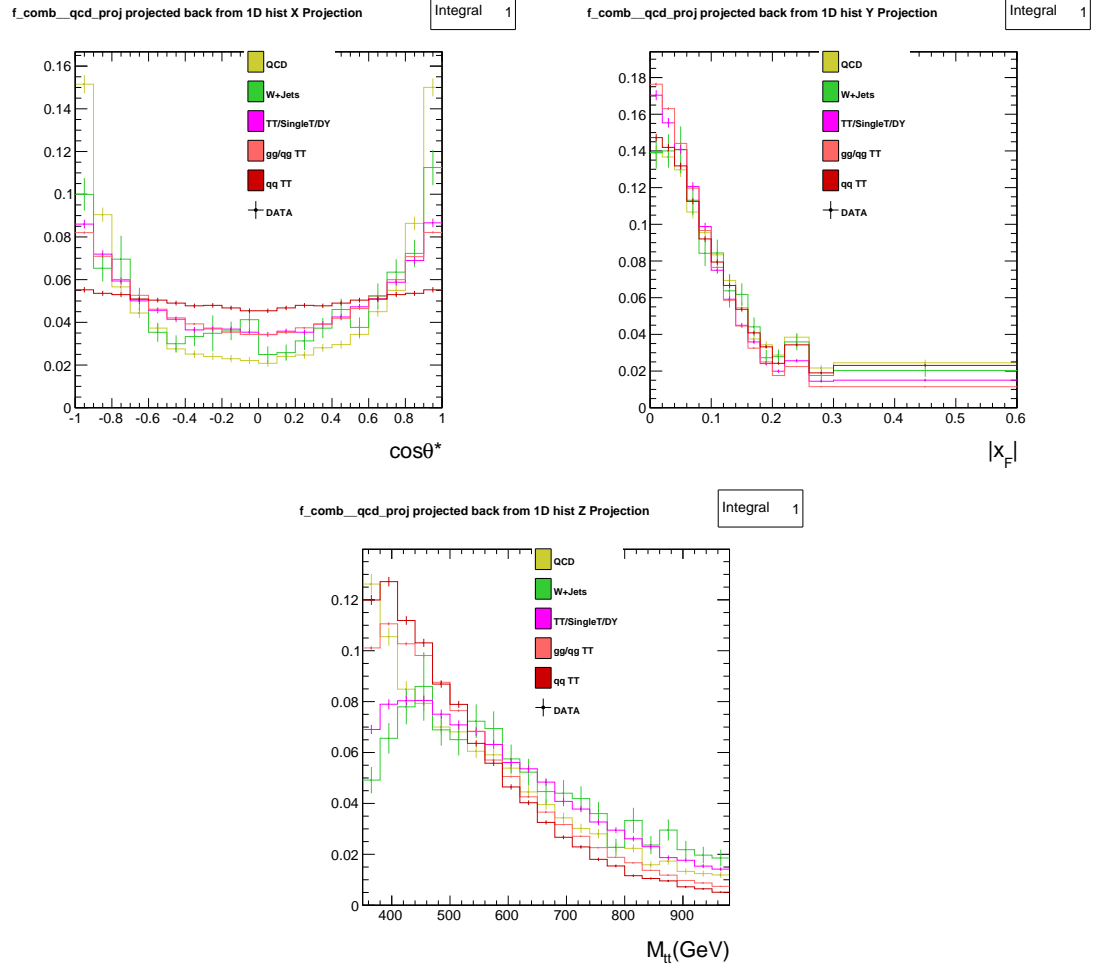 f_comb__qcd_proj projected back from 1D hist X Projection
Integral 1
0.16
0.14
0.12
0.1
0.08
0.06
0.04
0.02
0
QCD
W+Jets
TT/SingleT/DY
gg/qg TT
qq TT
DATA
-1 -0.8 -0.6 -0.4 -0.2 0 0.2 0.4 0.6 0.8 1
cosθ*
f_comb__qcd_proj projected back from 1D hist Y Projection
Integral 1
0.18
0.16
0.14
0.12
0.1
0.08
0.06
0.04
0.02
0
QCD
W+Jets
TT/SingleT/DY
gg/qg TT
qq TT
DATA
0 0.1 0.2 0.3 0.4 0.5 0.6
|x_F|
f_comb__qcd_proj projected back from 1D hist Z Projection
Integral 1
0.12
0.1
0.08
0.06
0.04
0.02
0
QCD
W+Jets
TT/SingleT/DY
gg/qg TT
qq TT
DATA
400 500 600 700 800 900
M_tt(GeV)